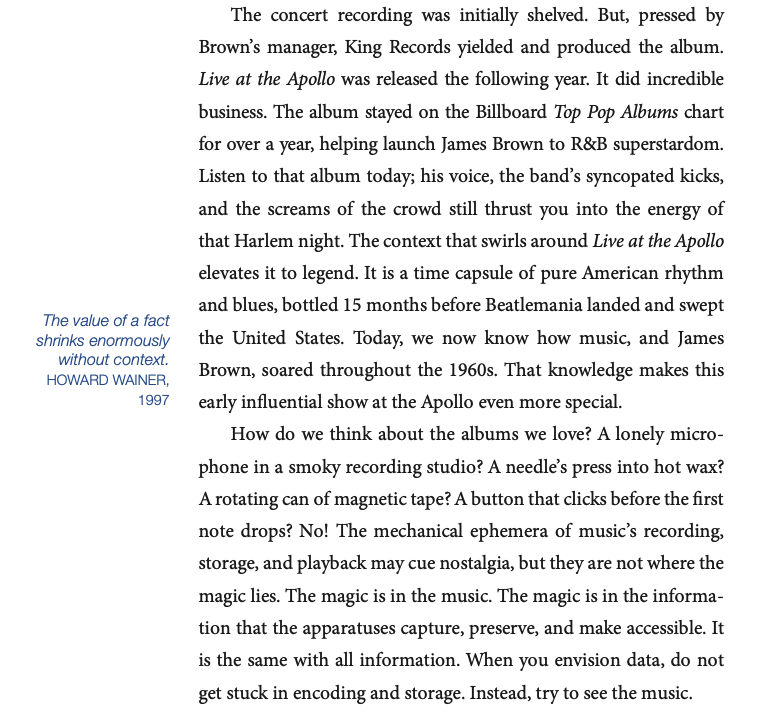 The concert recording was initially shelved. But, pressed by
Brown’s manager, King Records yielded and produced the album.
Live at the Apollo was released the following year. It did incredible
business. The album stayed on the Billboard Top Pop Albums chart
for over a year, helping launch James Brown to R&B superstardom.
Listen to that album today; his voice, the band’s syncopated kicks,
and the screams of the crowd still thrust you into the energy of
that Harlem night. The context that swirls around Live at the Apollo
elevates it to legend. It is a time capsule of pure American rhythm
and blues, bottled 15 months before Beatlemania landed and swept
the United States. Today, we now know how music, and James
Brown, soared throughout the 1960s. That knowledge makes this
early influential show at the Apollo even more special.
The value of a fact
shrinks enormously
without context.
HOWARD WAINER,
1997
How do we think about the albums we love? A lonely micro-
phone in a smoky recording studio? A needle’s press into hot wax?
A rotating can of magnetic tape? A button that clicks before the first
note drops? No! The mechanical ephemera of music’s recording,
storage, and playback may cue nostalgia, but they are not where the
magic lies. The magic is in the music. The magic is in the informa-
tion that the apparatuses capture, preserve, and make accessible. It
is the same with all information. When you envision data, do not
get stuck in encoding and storage. Instead, try to see the music.